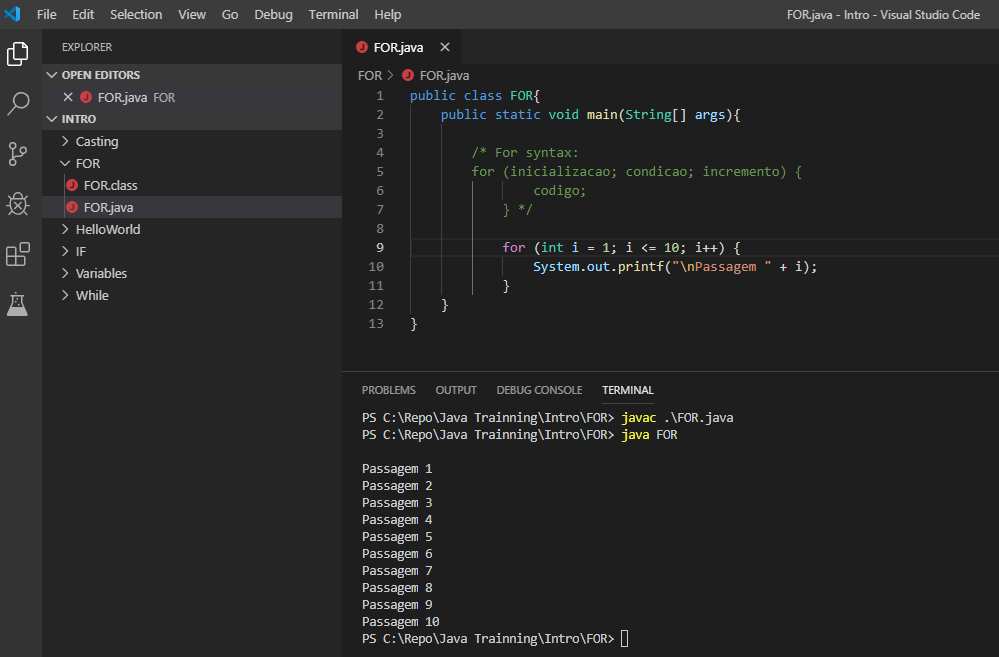 File Edit Selection View Go Debug Terminal Help FOR.java - Intro - Visual Studio Code
EXPLORER
OPEN EDITORS
FOR.java FOR
INTRO
Casting
FOR
FOR.class
FOR.java
HelloWorld
IF
Variables
While
FOR.java
FOR > FOR.java
1 public class FOR{
2 public static void main(String[] args){
3
4 /* For syntax:
5 for (inicializacao; condicao; incremento) {
6 codigo;
7 } */
8
9 for (int i = 1; i <= 10; i++) {
10 System.out.printf("\nPassagem " + i);
11 }
12 }
13 }
PROBLEMS OUTPUT DEBUG CONSOLE TERMINAL
PS C:\Repo\Java Trainning\Intro\FOR> javac .\FOR.java
PS C:\Repo\Java Trainning\Intro\FOR> java FOR
Passagem 1
Passagem 2
Passagem 3
Passagem 4
Passagem 5
Passagem 6
Passagem 7
Passagem 8
Passagem 9
Passagem 10
PS C:\Repo\Java Trainning\Intro\FOR>